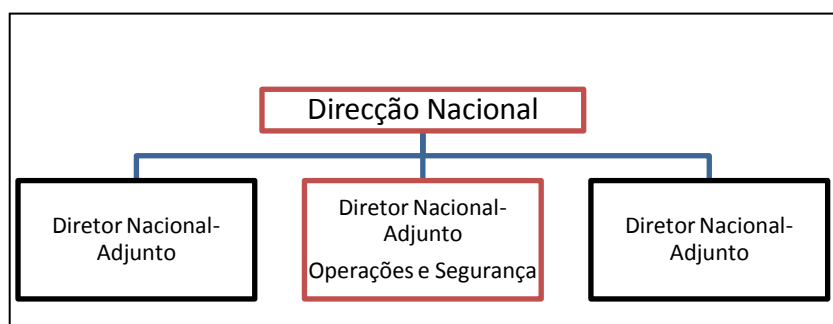 Direcção Nacional
Diretor Nacional-
Adjunto
Diretor Nacional-
Adjunto
Operações e Segurança
Diretor Nacional-
Adjunto